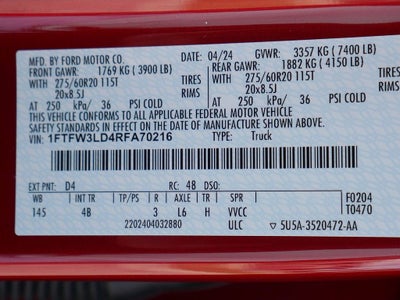 MFD. BY FORD MOTOR CO. 04/24 GVWR: 3357 KG (7400 LB)
FRONT GAWR: 1769 KG (3900 LB) REAR GAWR: 1882 KG (4150 LB)
WITH 275/60R20 115T TIRES WITH 275/60R20 115T TIRES
20x8.5J RIMS 20x8.5J RIMS
AT 250 kPa/ 36 PSI COLD AT 250 kPa/ 36 PSI COLD
THIS VEHICLE CONFORMS TO ALL APPLICABLE FEDERAL MOTOR VEHICLE
SAFETY STANDARDS IN EFFECT ON THE DATE OF MANUFACTURE SHOWN ABOVE.
VIN: 1FTFW3LD4RFA70216 TYPE: Truck
EXT PNT: D4 RC: 48 DSO: F0204
WB INT TR R AXLE TR SPR T0470
145 4B 3 L6 H VVCC
2202404032880 ULC ▽ 5U5A-3520472-AA